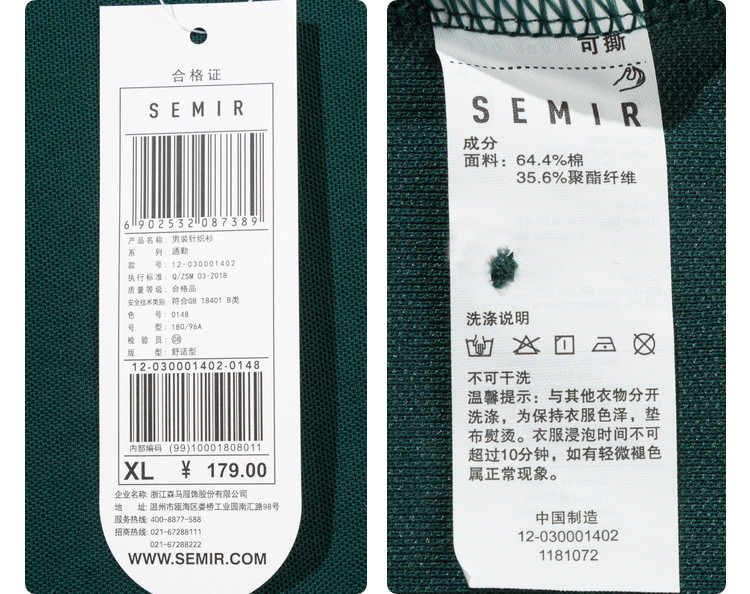 合格证
SEMIR
6 902532 087389
产品名称: 男装针织衫
系 列: 通勤
款 号: 12-030001402
执行标准: Q/ZSM 03-2018
质量等级: 合格品
安全技术类别: 符合GB 18401 B类
色 号: 0148
号 型: 180/96A
检 验 员: 08
版 型: 舒适型
12-030001402-0148
内部编码 (99)10001808011
XL ¥ 179.00
企业名称: 浙江森马服饰股份有限公司
地 址: 温州市瓯海区娄桥工业园南汇路98号
服务热线: 400-8877-588
招商热线: 021-67288111
021-67288222
WWW.SEMIR.COM
可撕
SEMIR
成分
面料: 64.4%棉
35.6%聚酯纤维
洗涤说明
不可干洗
温馨提示: 与其他衣物分开
洗涤, 为保持衣服色泽, 垫
布熨烫。衣服浸泡时间不可
超过10分钟, 如有轻微褪色
属正常现象。
中国制造
12-030001402
1181072